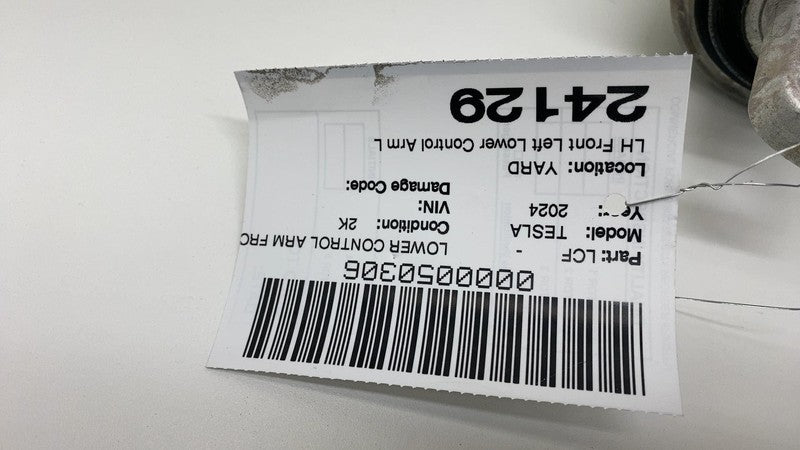 0000050306
Part: LCF - LOWER CONTROL ARM FRO
Model: TESLA Condition: 2K
Year: 2024 VIN:
Damage Code:
Location: YARD
LH Front Left Lower Control Arm L
24129